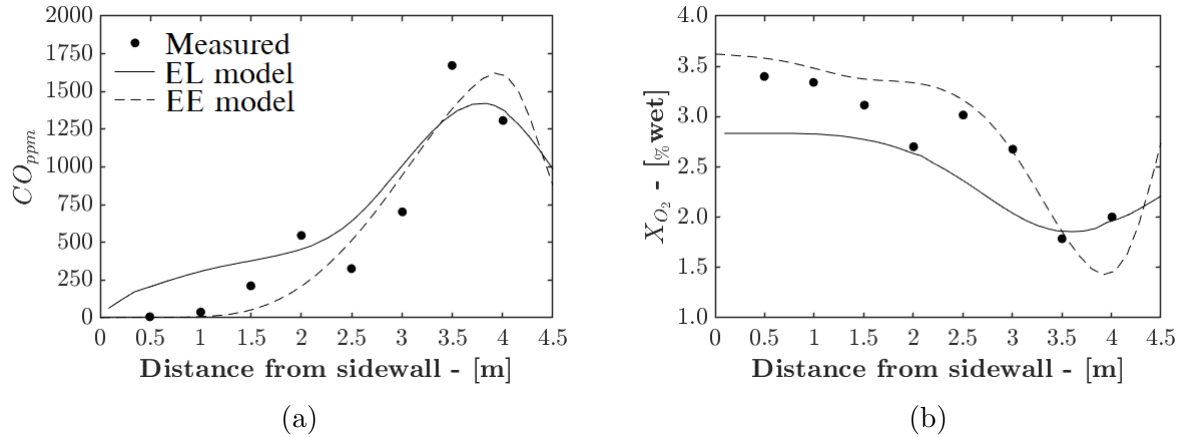 1750
1500
1250
1000
750
500
250
0
2000
Measured
EL model
EE model
CO_ppm
0 0.5 1 1.5 2 2.5 3 3.5 4 4.5
Distance from sidewall - [m]
(a)
4.0
3.5
3.0
2.5
2.0
1.5
1.0
X_O₂ - [% wet]
0 0.5 1 1.5 2 2.5 3 3.5 4 4.5
Distance from sidewall - [m]
(b)